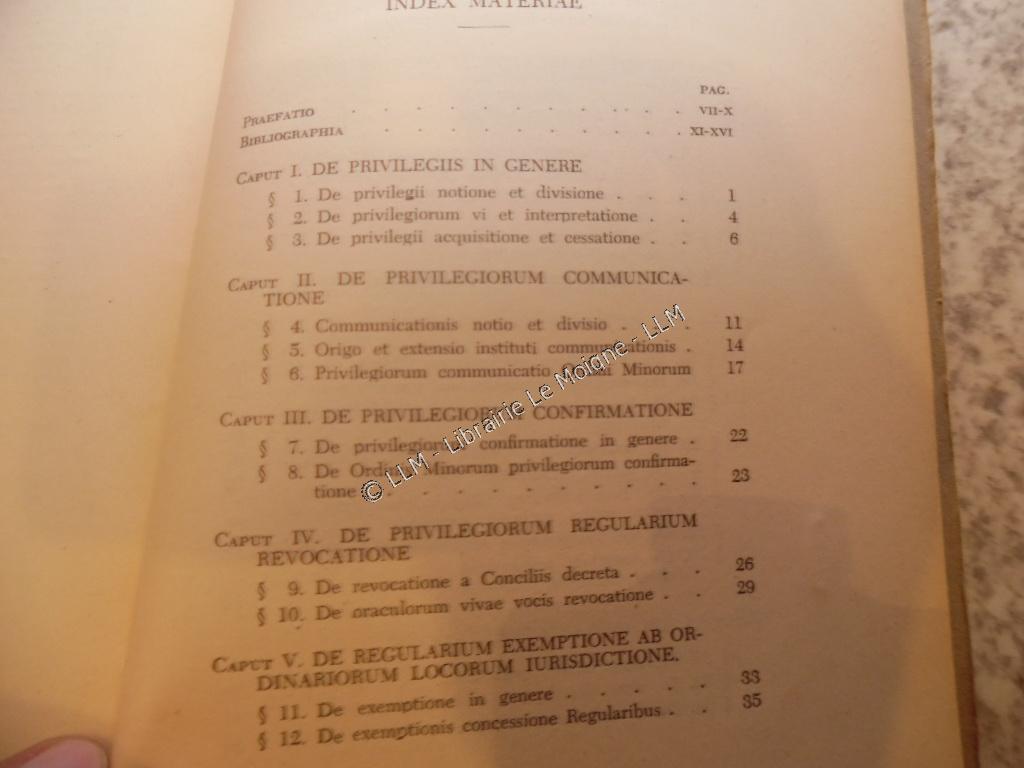 INDEX MATERIAE
PAG.
PRAEFATIO . . . . . . . . . . . VII-X
BIBLIOGRAPHIA . . . . . . . . . . XI-XVI
CAPUT I. DE PRIVILEGIIS IN GENERE
§ 1. De privilegii notione et divisione . . . 1
§ 2. De privilegiorum vi et interpretatione . . 4
§ 3. De privilegii acquisitione et cessatione . . 6
CAPUT II. DE PRIVILEGIORUM COMMUNICA-
TIONE
§ 4. Communicationis notio et divisio . . . 11
§ 5. Origo et extensio instituti communicationis . 14
§ 6. Privilegiorum communicatio Minorum 17
CAPUT III. DE PRIVILEGIORUM CONFIRMATIONE
§ 7. De privilegiorum confirmatione in genere . 22
§ 8. De Ordinis Minorum privilegiorum confirma-
tione . . . . . . . . . . 23
CAPUT IV. DE PRIVILEGIORUM REGULARIUM
REVOCATIONE
§ 9. De revocatione a Conciliis decreta . . . 26
§ 10. De oraculorum vivae vocis revocatione . . 29
CAPUT V. DE REGULARIUM EXEMPTIONE AB OR-
DINARIORUM LOCORUM IURISDICTIONE.
§ 11. De exemptione in genere . . . . . 33
§ 12. De exemptionis concessione Regularibus . . 35
© LLM - Librairie Le Moigne - LLM